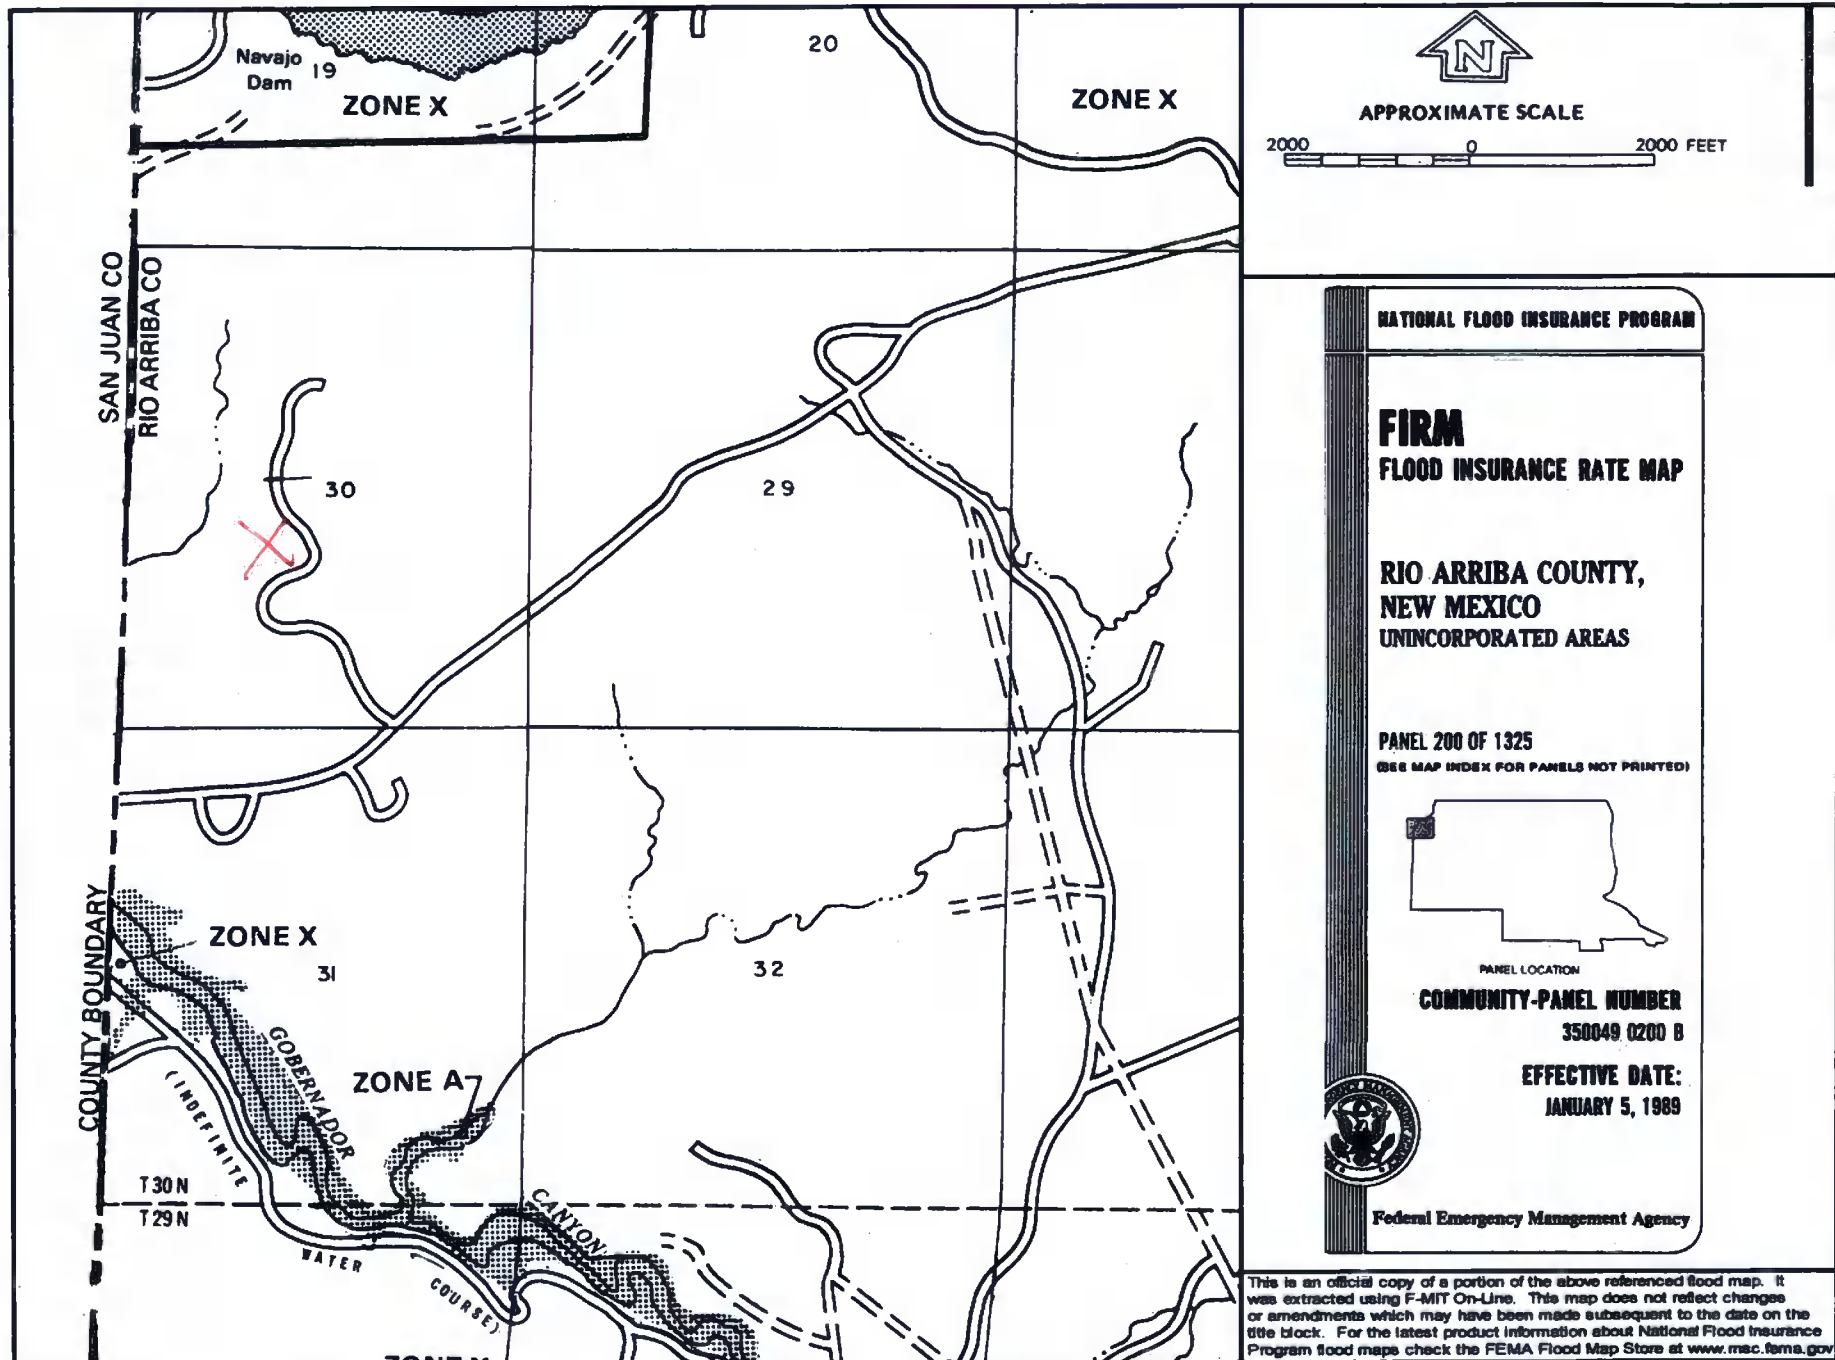 Navajo 19
Dam
ZONE X
20
ZONE X
N
APPROXIMATE SCALE
2000 0 2000 FEET
SAN JUAN CO
RIO ARRIBA CO
30
29
NATIONAL FLOOD INSURANCE PROGRAM
FIRM
FLOOD INSURANCE RATE MAP
RIO ARRIBA COUNTY,
NEW MEXICO
UNINCORPORATED AREAS
PANEL 200 OF 1325
(SEE MAP INDEX FOR PANELS NOT PRINTED)
PANEL LOCATION
COMMUNITY-PANEL NUMBER
350049 0200 B
EFFECTIVE DATE:
JANUARY 5, 1989
Federal Emergency Management Agency
COUNTY BOUNDARY
ZONE X
31
32
GOBERNADOR
ZONE A
(INDEFINITE
T30N
T29N
CANYON
WATER
COURSE)
ZONE X
This is an official copy of a portion of the above referenced flood map. It
was extracted using F-MIT On-Line. This map does not reflect changes
or amendments which may have been made subsequent to the date on the
title block. For the latest product information about National Flood Insurance
Program flood maps check the FEMA Flood Map Store at www.msc.fema.gov